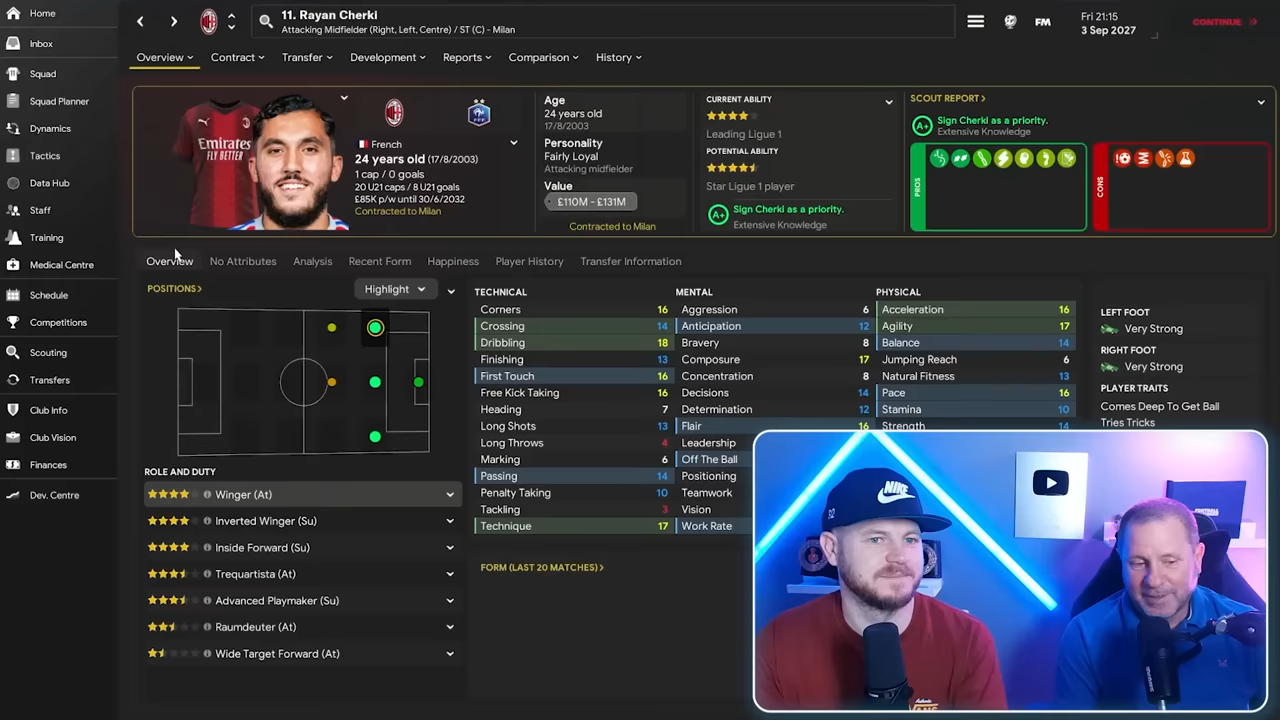 Home
Inbox
Squad
Squad Planner
Dynamics
Tactics
Data Hub
Staff
Training
Medical Centre
Schedule
Competitions
Scouting
Transfers
Club Info
Club Vision
Finances
Dev. Centre
11. Rayan Cherki
Attacking Midfielder (Right, Left, Centre) / ST (C) - Milan
FM
Fri 21:15
3 Sep 2027
CONTINUE
Overview
Contract
Transfer
Development
Reports
Comparison
History
Emirates
FLY BETTER
French
24 years old (17/8/2003)
1 cap / 0 goals
20 U21 caps / 8 U21 goals
£85K p/w until 30/6/2032
Contracted to Milan
Age
24 years old
17/8/2003
Personality
Fairly Loyal
Attacking midfielder
Value
£110M - £131M
Contracted to Milan
CURRENT ABILITY
Leading Ligue 1
POTENTIAL ABILITY
Star Ligue 1 player
A+ Sign Cherki as a priority.
Extensive Knowledge
SCOUT REPORT>
A+ Sign Cherki as a priority.
Extensive Knowledge
PROS
CONS
Overview
No Attributes
Analysis
Recent Form
Happiness
Player History
Transfer Information
POSITIONS>
Highlight
ROLE AND DUTY
Winger (At)
Inverted Winger (Su)
Inside Forward (Su)
Trequartista (At)
Advanced Playmaker (Su)
Raumdeuter (At)
Wide Target Forward (At)
TECHNICAL
Corners 16
Crossing 14
Dribbling 18
Finishing 13
First Touch 16
Free Kick Taking 16
Heading 7
Long Shots 13
Long Throws 4
Marking 6
Passing 14
Penalty Taking 10
Tackling 3
Technique 17
MENTAL
Aggression 6
Anticipation 12
Bravery 8
Composure 17
Concentration 8
Decisions 14
Determination 12
Flair 16
Leadership
Off The Ball
Positioning
Teamwork
Vision
Work Rate
PHYSICAL
Acceleration 16
Agility 17
Balance 14
Jumping Reach 6
Natural Fitness 13
Pace 16
Stamina 10
Strength
LEFT FOOT
Very Strong
RIGHT FOOT
Very Strong
PLAYER TRAITS
Comes Deep To Get Ball
Tries Tricks
FORM (LAST 20 MATCHES)>
VANS